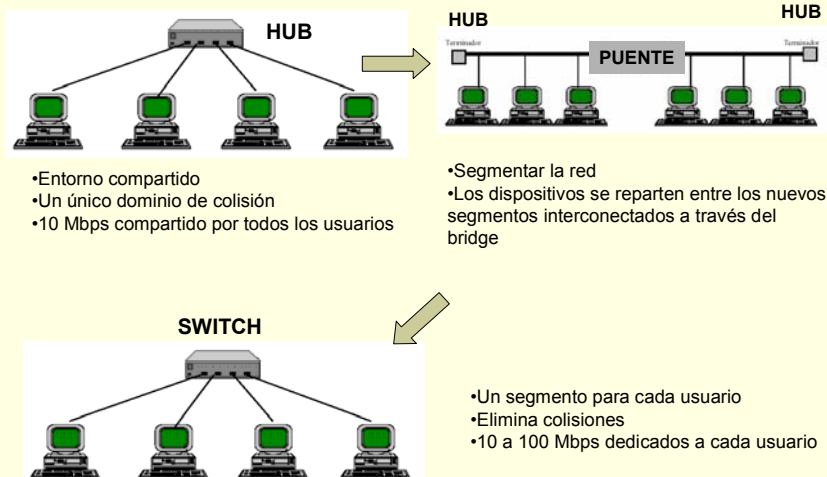 HUB
•Entorno compartido
•Un único dominio de colisión
•10 Mbps compartido por todos los usuarios
HUB
HUB
Terminador
Terminador
PUENTE
•Segmentar la red
•Los dispositivos se reparten entre los nuevos
segmentos interconectados a través del
bridge
SWITCH
•Un segmento para cada usuario
•Elimina colisiones
•10 a 100 Mbps dedicados a cada usuario